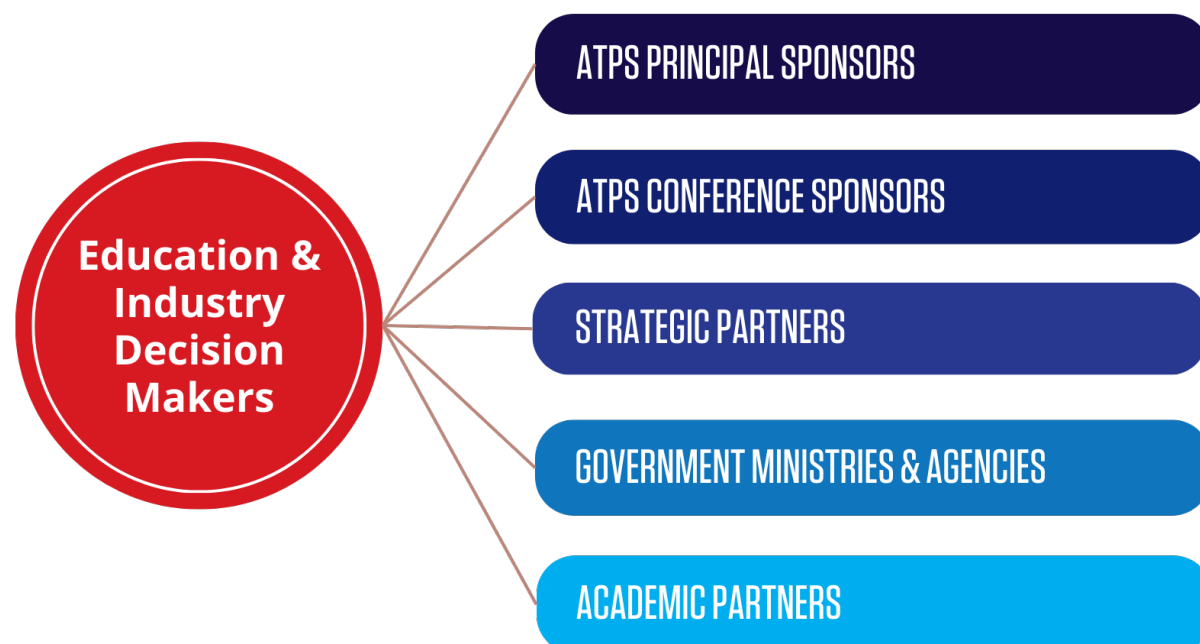 Education &
Industry
Decision
Makers
ATPS PRINCIPAL SPONSORS
ATPS CONFERENCE SPONSORS
STRATEGIC PARTNERS
GOVERNMENT MINISTRIES & AGENCIES
ACADEMIC PARTNERS